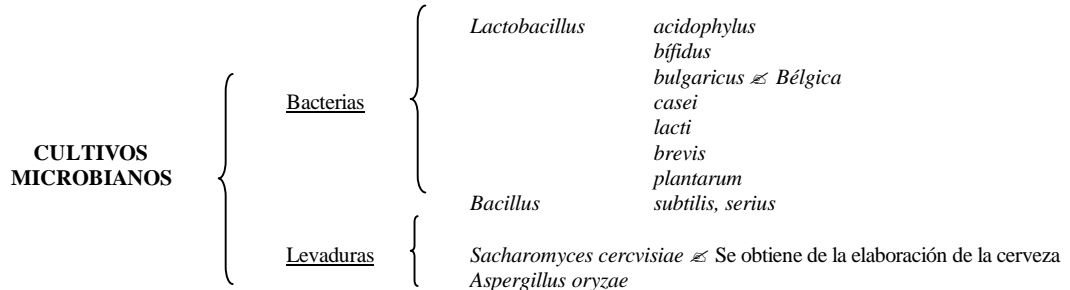 Lactobacillus acidophylus
bífidus
bulgaricus ✍ Bélgica
Bacterias casei
lacti
CULTIVOS brevis
MICROBIANOS plantarum
Bacillus subtilis, serius
Levaduras Sacharomyces cercvisiae ✍ Se obtiene de la elaboración de la cerveza
Aspergillus oryzae